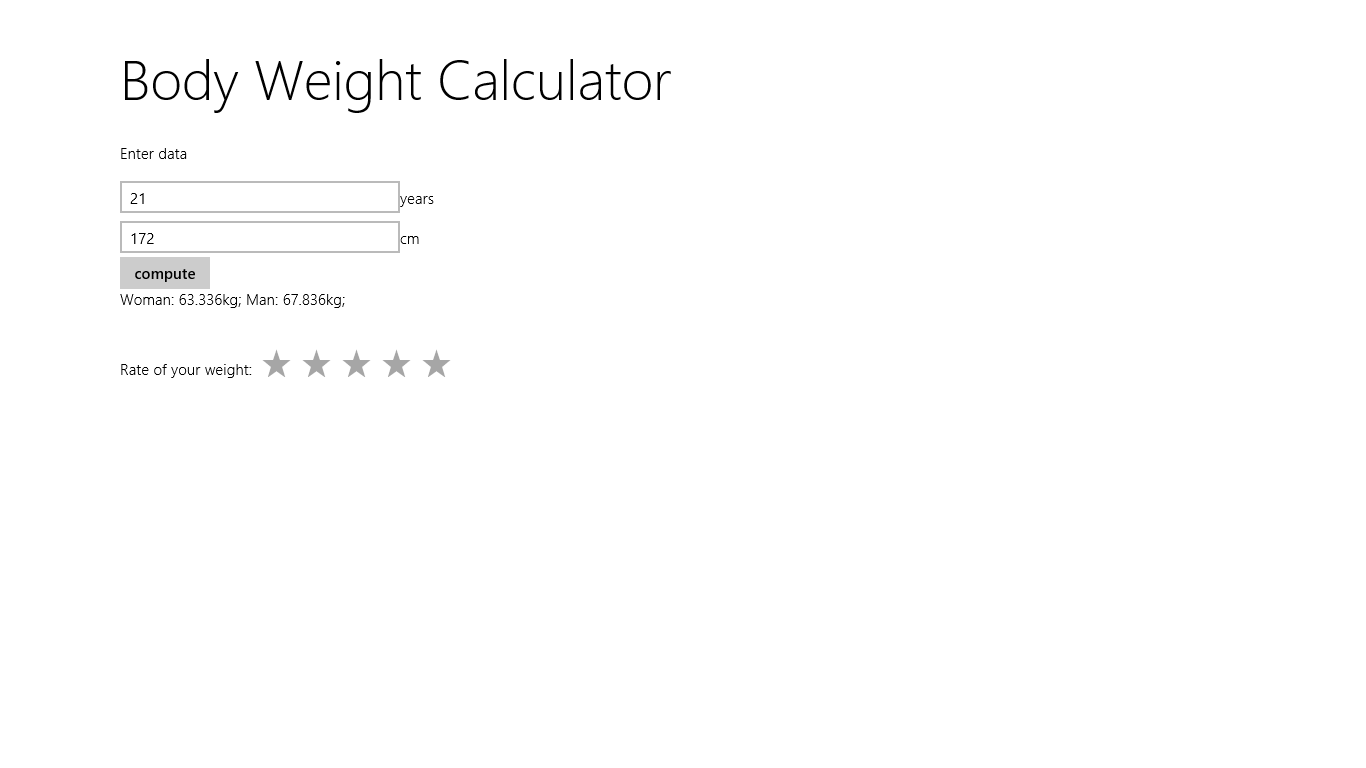 Body Weight Calculator
Enter data
21 years
172 cm
compute
Woman: 63.336kg; Man: 67.836kg;
Rate of your weight: